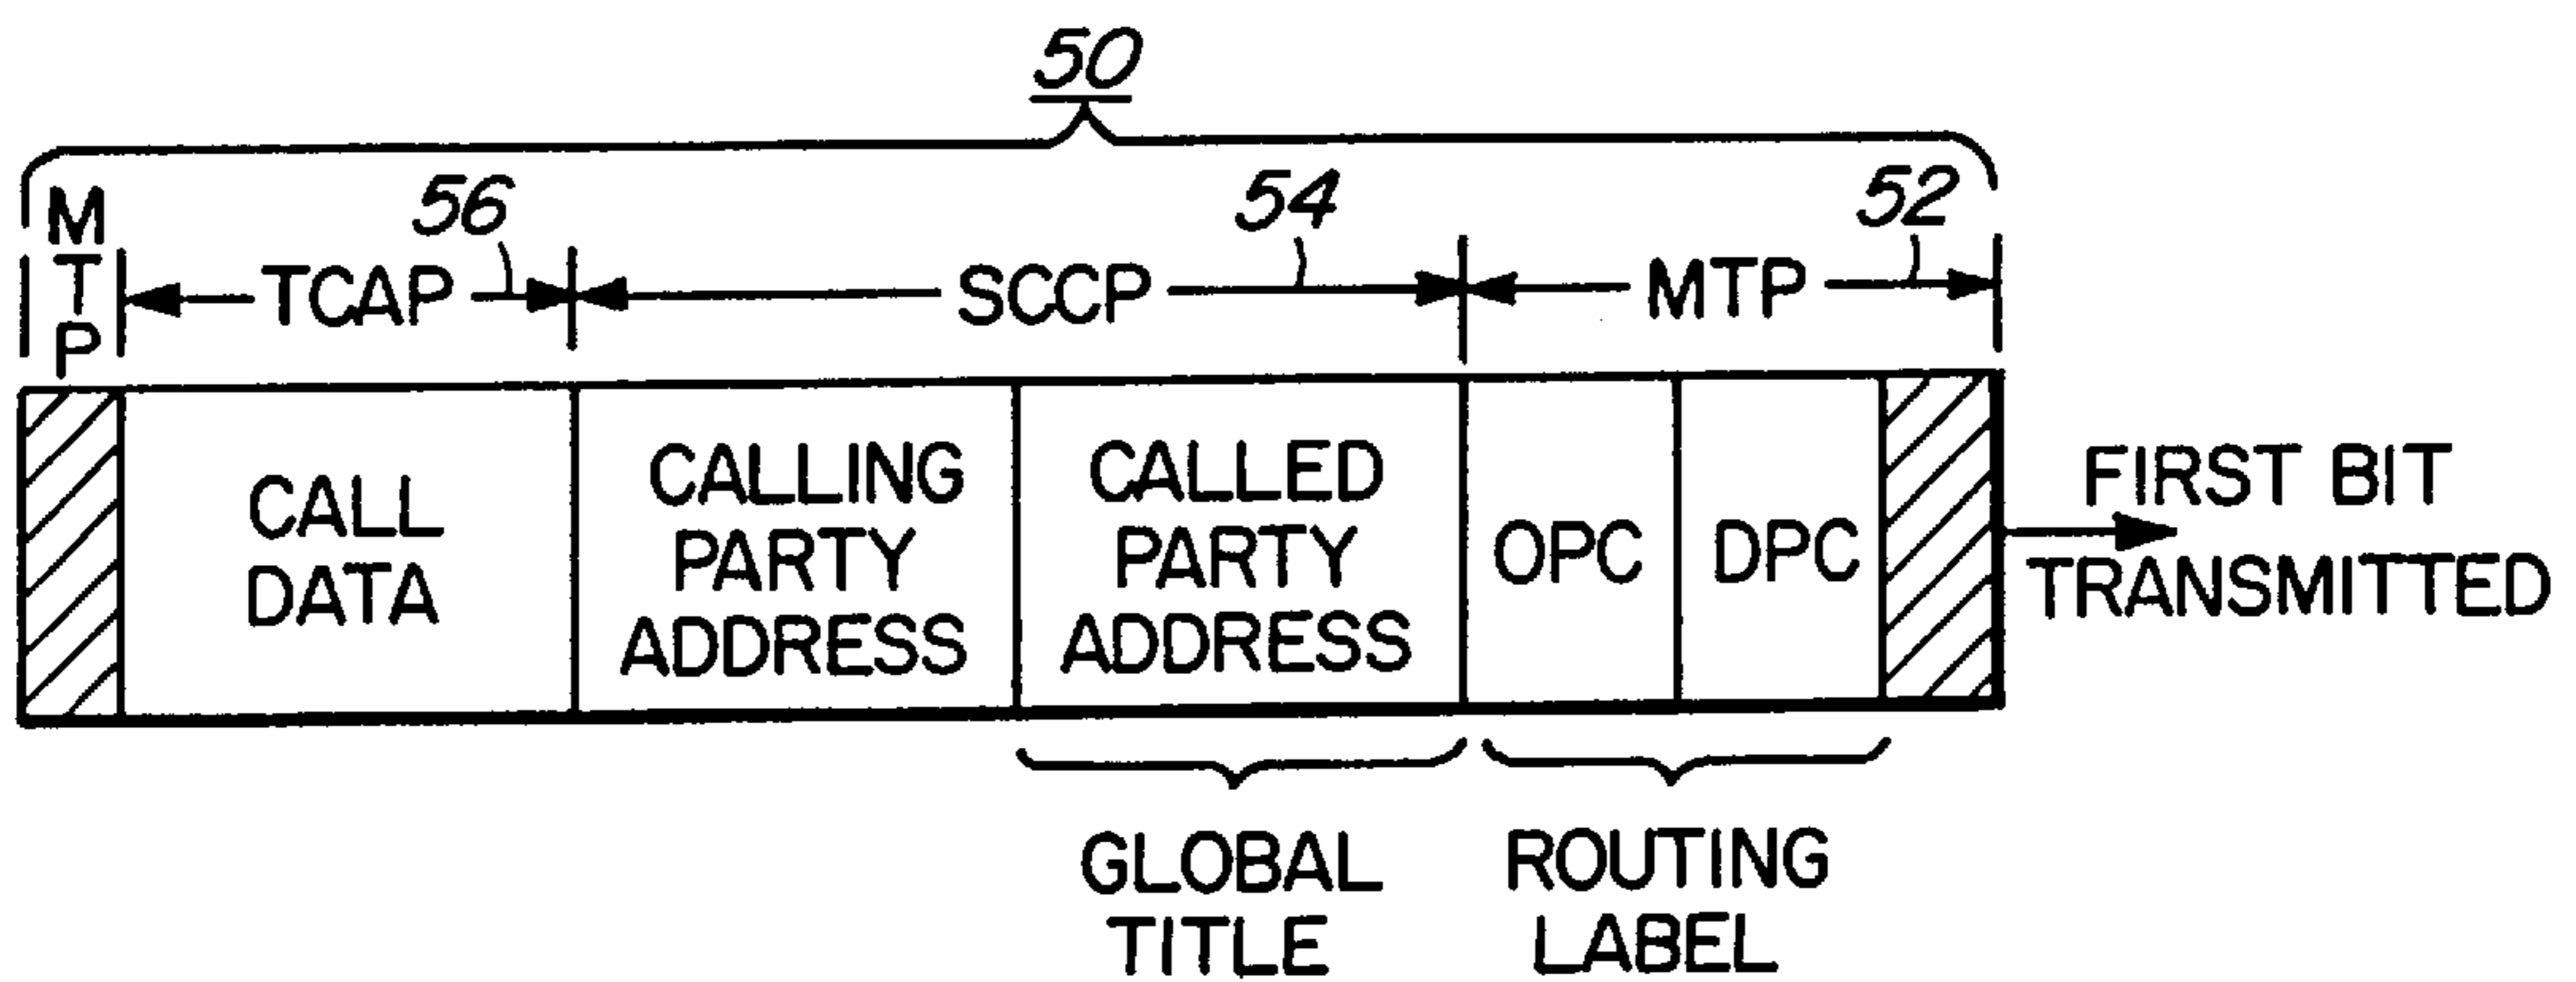 50
56
54
52
MTP
TCAP
SCCP
MTP
CALL
DATA
CALLING
PARTY
ADDRESS
CALLED
PARTY
ADDRESS
OPC
DPC
FIRST BIT
TRANSMITTED
GLOBAL
TITLE
ROUTING
LABEL